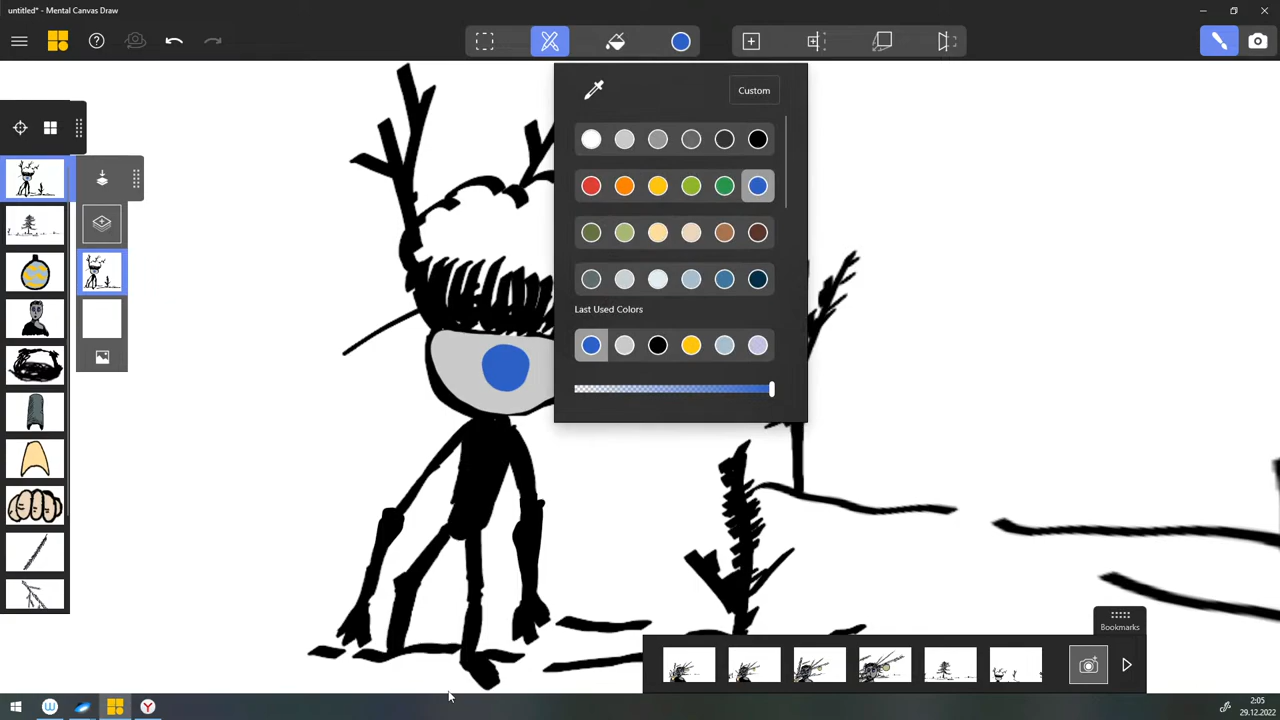 untitled* - Mental Canvas Draw
Custom
Last Used Colors
Bookmarks
2:05
29.12.2022